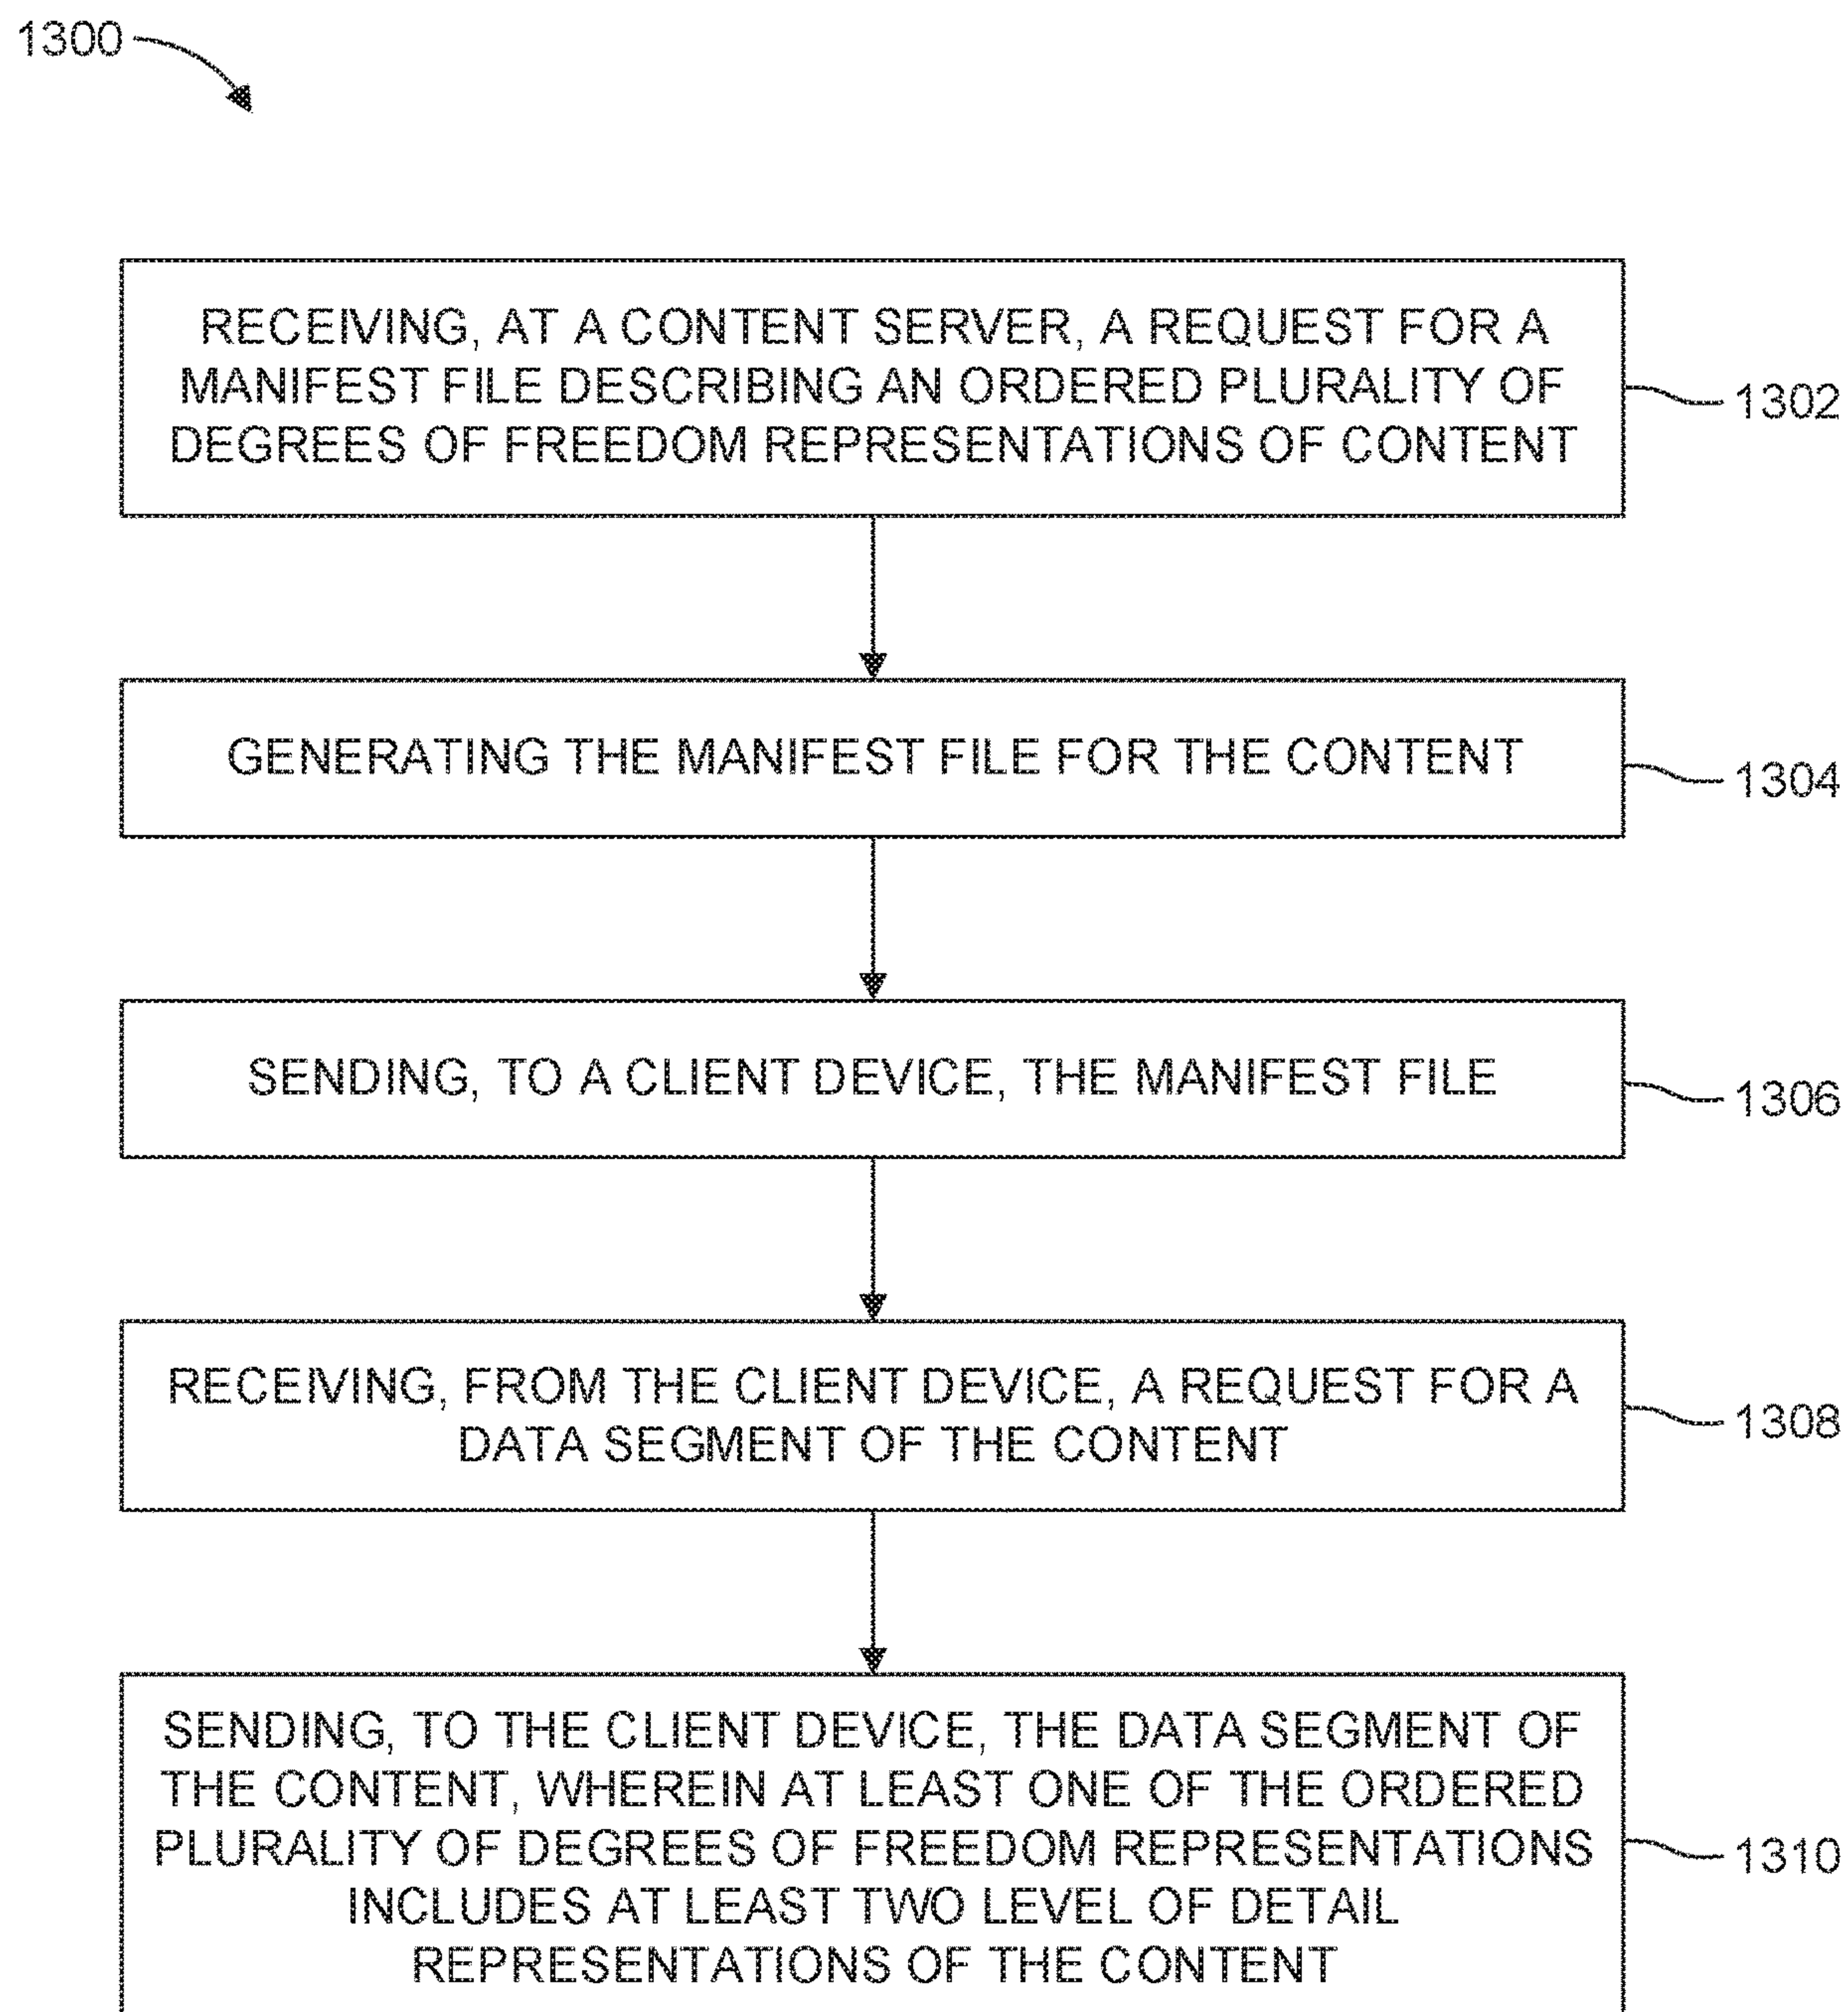 1300
RECEIVING, AT A CONTENT SERVER, A REQUEST FOR A
MANIFEST FILE DESCRIBING AN ORDERED PLURALITY OF
DEGREES OF FREEDOM REPRESENTATIONS OF CONTENT
1302
GENERATING THE MANIFEST FILE FOR THE CONTENT
1304
SENDING, TO A CLIENT DEVICE, THE MANIFEST FILE
1306
RECEIVING, FROM THE CLIENT DEVICE, A REQUEST FOR A
DATA SEGMENT OF THE CONTENT
1308
SENDING, TO THE CLIENT DEVICE, THE DATA SEGMENT OF
THE CONTENT, WHEREIN AT LEAST ONE OF THE ORDERED
PLURALITY OF DEGREES OF FREEDOM REPRESENTATIONS
INCLUDES AT LEAST TWO LEVEL OF DETAIL
REPRESENTATIONS OF THE CONTENT
1310